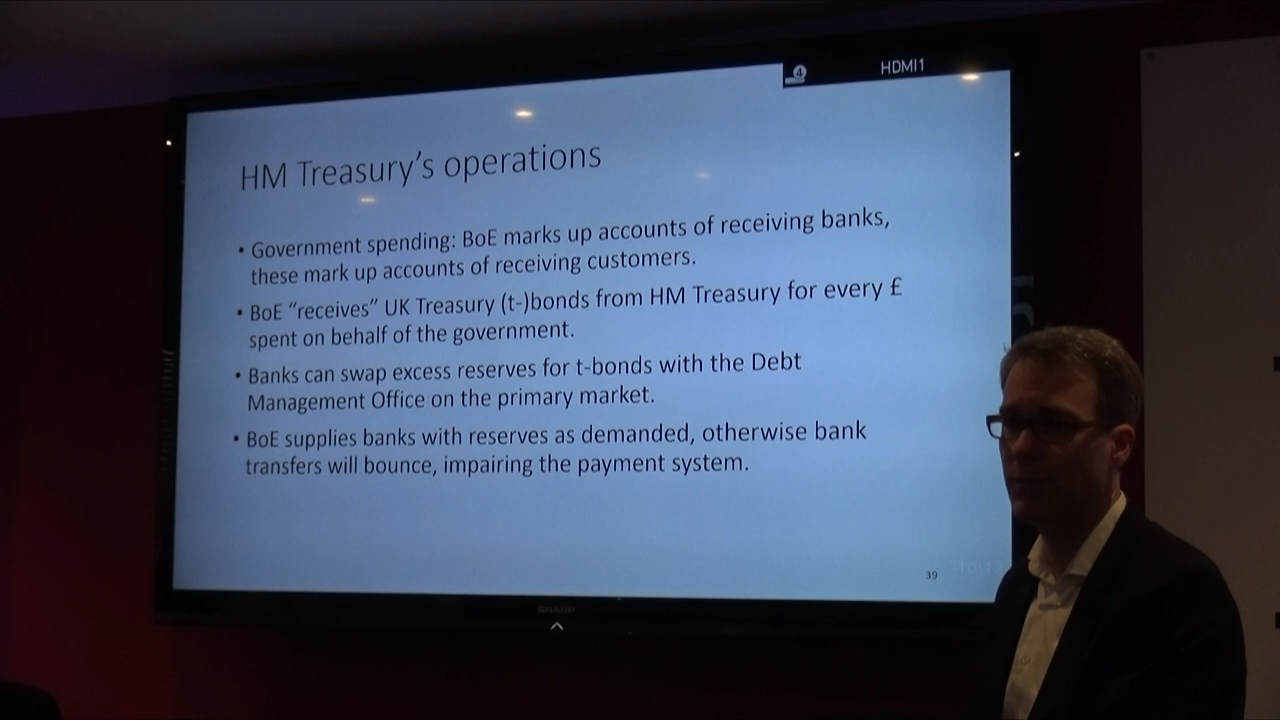 4 HDMI1
HM Treasury's operations
• Government spending: BoE marks up accounts of receiving banks,
these mark up accounts of receiving customers.
• BoE “receives” UK Treasury (t-)bonds from HM Treasury for every £
spent on behalf of the government.
• Banks can swap excess reserves for t-bonds with the Debt
Management Office on the primary market.
• BoE supplies banks with reserves as demanded, otherwise bank
transfers will bounce, impairing the payment system.
39
SHARP